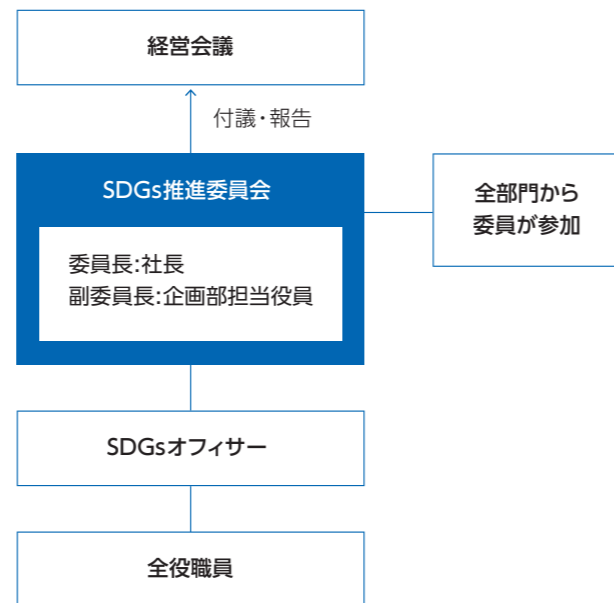 経営会議
付議・報告
SDGs推進委員会
委員長:社長
副委員長:企画部担当役員
全部門から
委員が参加
SDGsオフィサー
全役職員